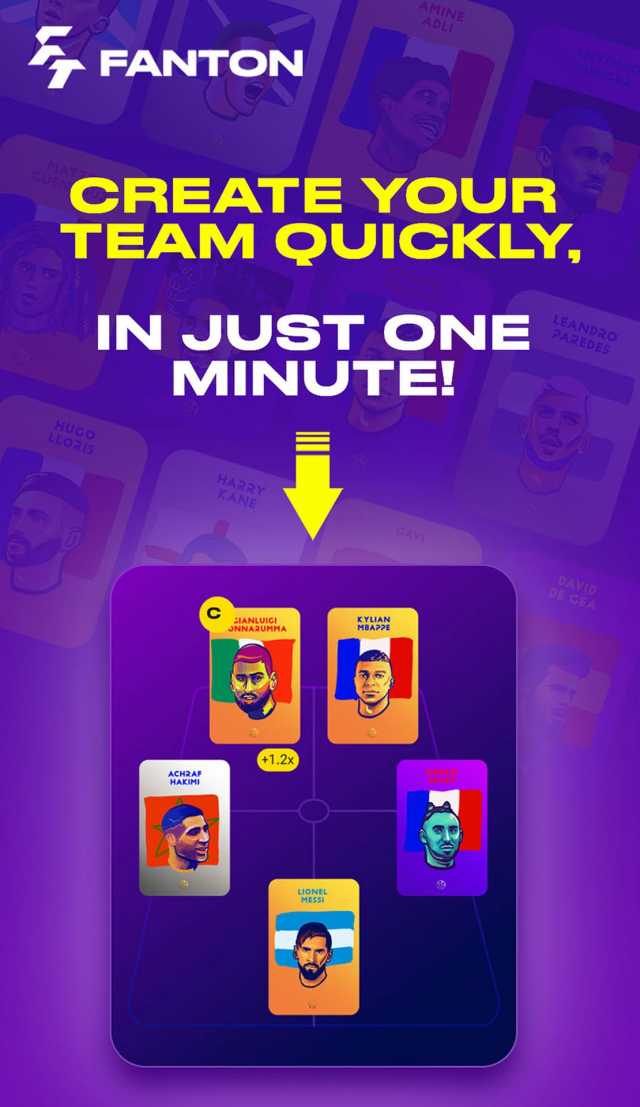 FANTON
AMINE
ADLI
CREATE YOUR
TEAM QUICKLY,
IN JUST ONE
MINUTE!
LEANDRO
PAREDES
HUGO
LLORIS
HARRY
KANE
GAVI
DAVID
DE GEA
C
GIANLUIGI
DONNARUMMA
KYLIAN
MBAPPE
+1.2x
ACHRAF
HAKIMI
LIONEL
MESSI